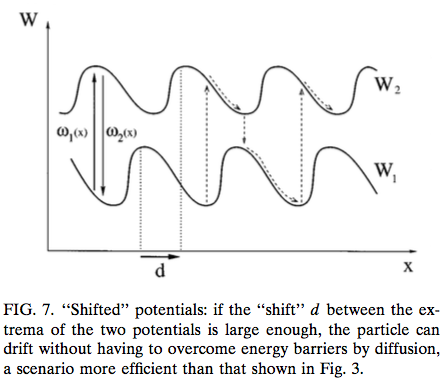 W
W₂
ω₁(x) ω₂(x)
W₁
d
x
FIG. 7. “Shifted” potentials: if the “shift” d between the ex-
trema of the two potentials is large enough, the particle can
drift without having to overcome energy barriers by diffusion,
a scenario more efficient than that shown in Fig. 3.